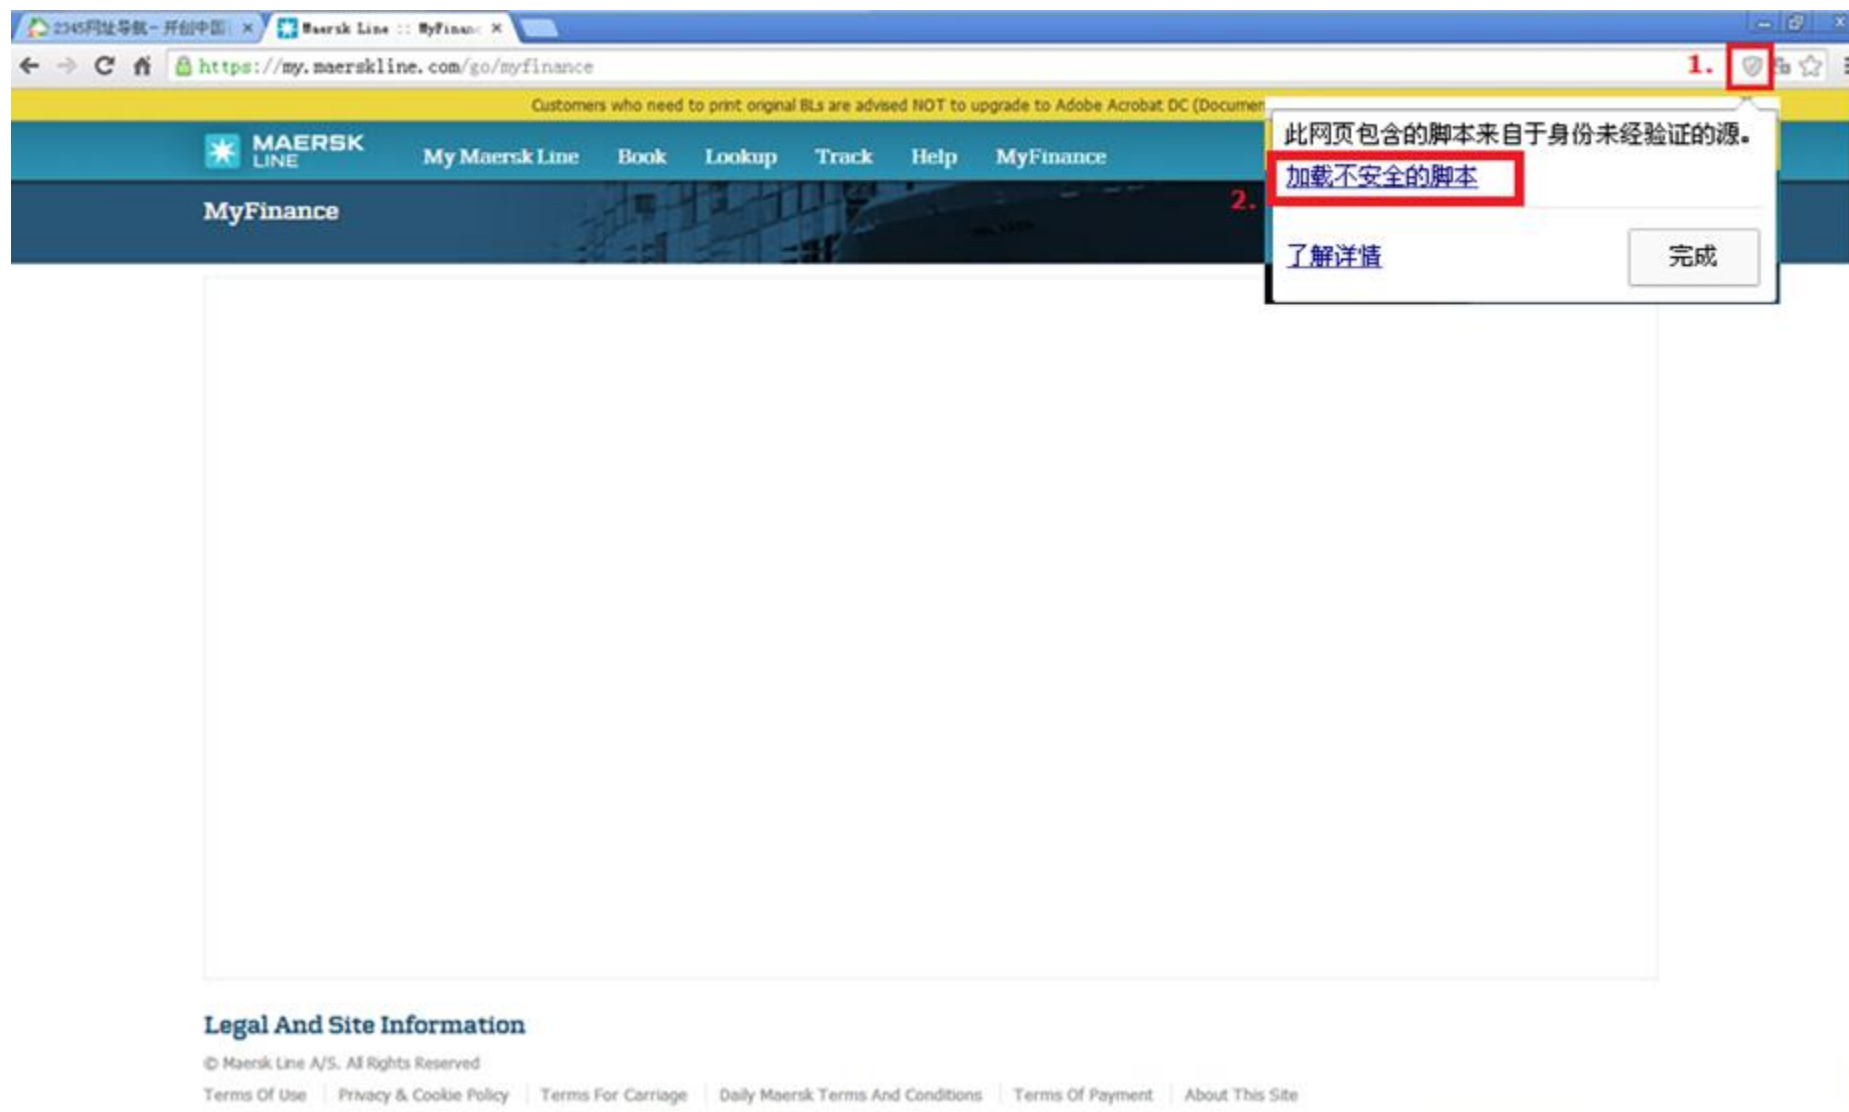 2345网址导航- 开创中国
Maersk Line :: MyFinanc
https://my.maerskline.com/go/myfinance
1.
Customers who need to print original BLs are advised NOT to upgrade to Adobe Acrobat DC (Documen
此网页包含的脚本来自于身份未经验证的源。
MAERSK
LINE
My Maersk Line Book Lookup Track Help MyFinance
加载不安全的脚本
2.
MyFinance
了解详情
完成
Legal And Site Information
© Maersk Line A/S. All Rights Reserved
Terms Of Use Privacy & Cookie Policy Terms For Carriage Daily Maersk Terms And Conditions Terms Of Payment About This Site